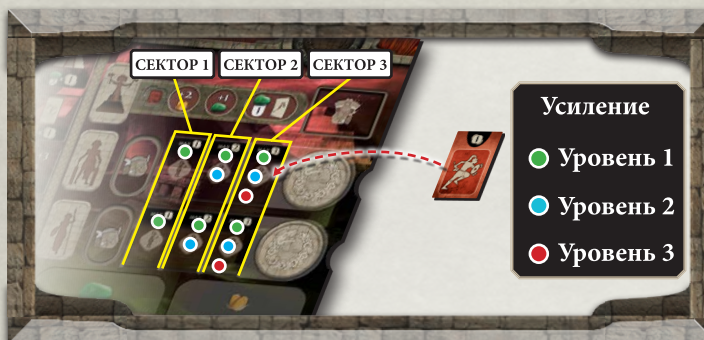 СЕКТОР 1 СЕКТОР 2 СЕКТОР 3
Усиление
Уровень 1
Уровень 2
Уровень 3